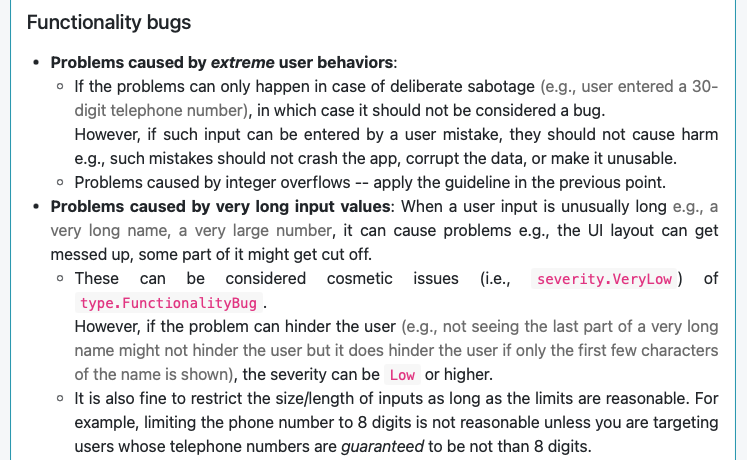 Functionality bugs
• Problems caused by extreme user behaviors:
◦ If the problems can only happen in case of deliberate sabotage (e.g., user entered a 30-
digit telephone number), in which case it should not be considered a bug.
However, if such input can be entered by a user mistake, they should not cause harm
e.g., such mistakes should not crash the app, corrupt the data, or make it unusable.
◦ Problems caused by integer overflows -- apply the guideline in the previous point.
• Problems caused by very long input values: When a user input is unusually long e.g., a
very long name, a very large number, it can cause problems e.g., the UI layout can get
messed up, some part of it might get cut off.
◦ These can be considered cosmetic issues (i.e., severity.VeryLow) of
type.FunctionalityBug.
However, if the problem can hinder the user (e.g., not seeing the last part of a very long
name might not hinder the user but it does hinder the user if only the first few characters
of the name is shown), the severity can be Low or higher.
◦ It is also fine to restrict the size/length of inputs as long as the limits are reasonable. For
example, limiting the phone number to 8 digits is not reasonable unless you are targeting
users whose telephone numbers are guaranteed to be not than 8 digits.